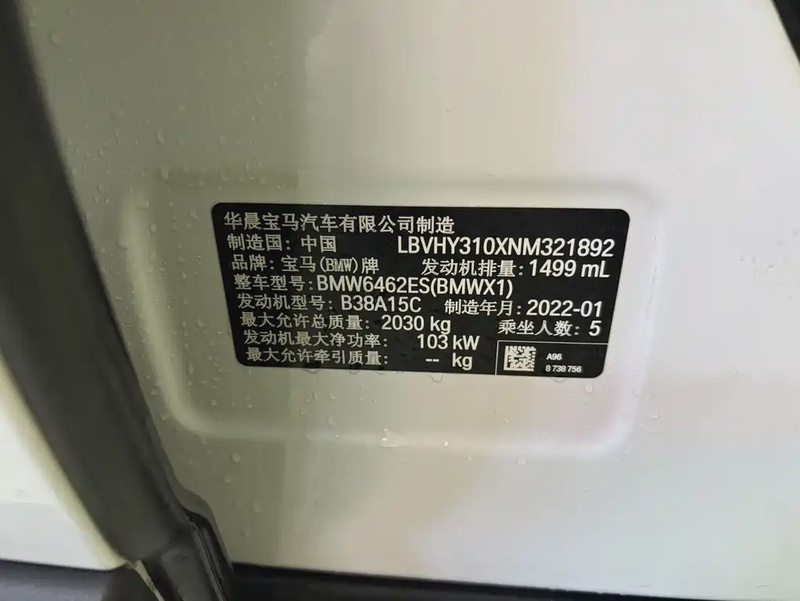 华晨宝马汽车有限公司制造
制造国: 中国 LBVHY310XNM321892
品牌: 宝马(BMW)牌 发动机排量: 1499 mL
整车型号: BMW6462ES(BMWX1)
发动机型号: B38A15C 制造年月: 2022-01
最大允许总质量: 2030 kg 乘坐人数: 5
发动机最大净功率: 103 kW
最大允许牵引质量: -- kg
A96
8 738 756